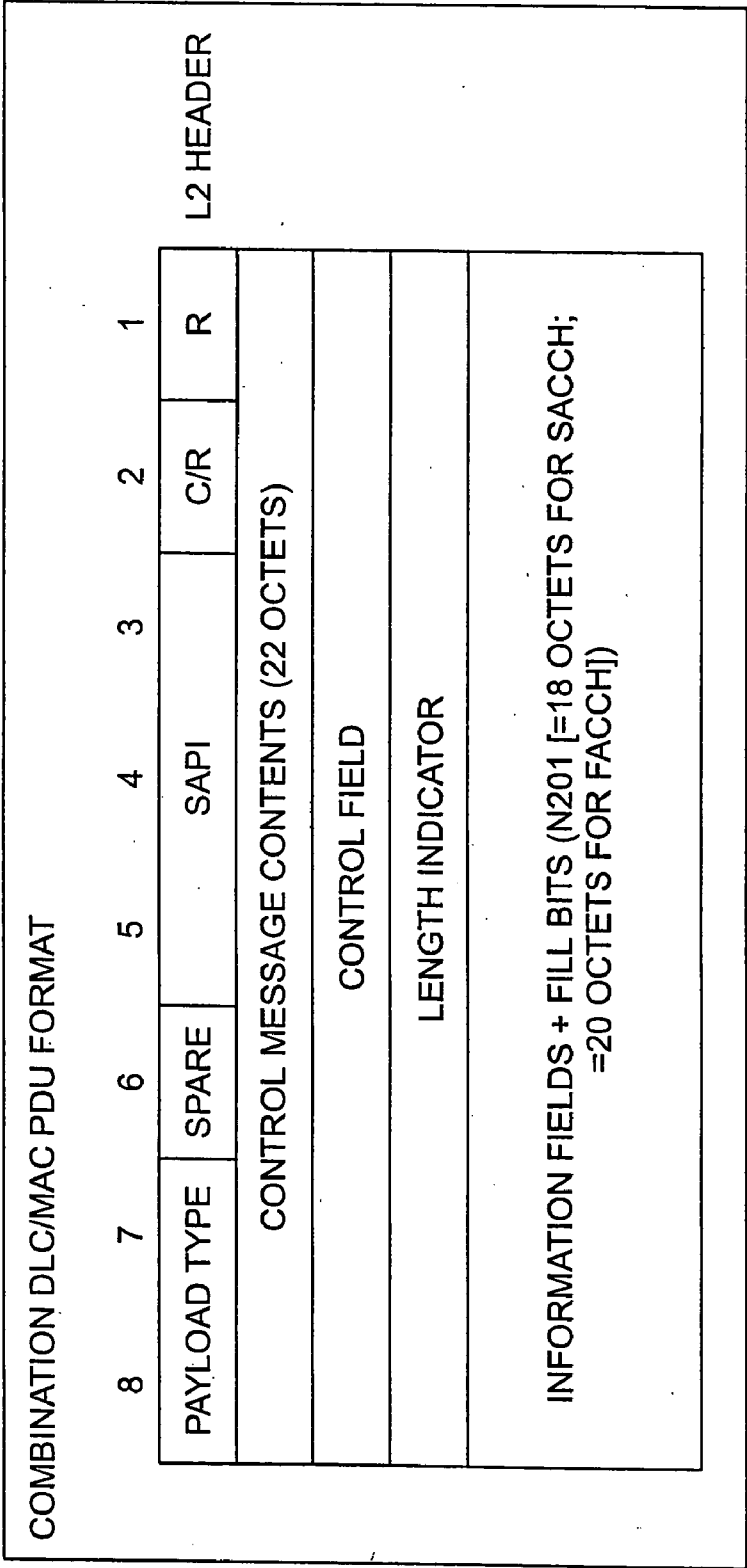 COMBINATION DLC/MAC PDU FORMAT
8 7 6 5 4 3 2 1
PAYLOAD TYPE SPARE SAPI C/R R L2 HEADER
CONTROL MESSAGE CONTENTS (22 OCTETS)
CONTROL FIELD
LENGTH INDICATOR
INFORMATION FIELDS + FILL BITS (N201 [=18 OCTETS FOR SACCH;
=20 OCTETS FOR FACCH])